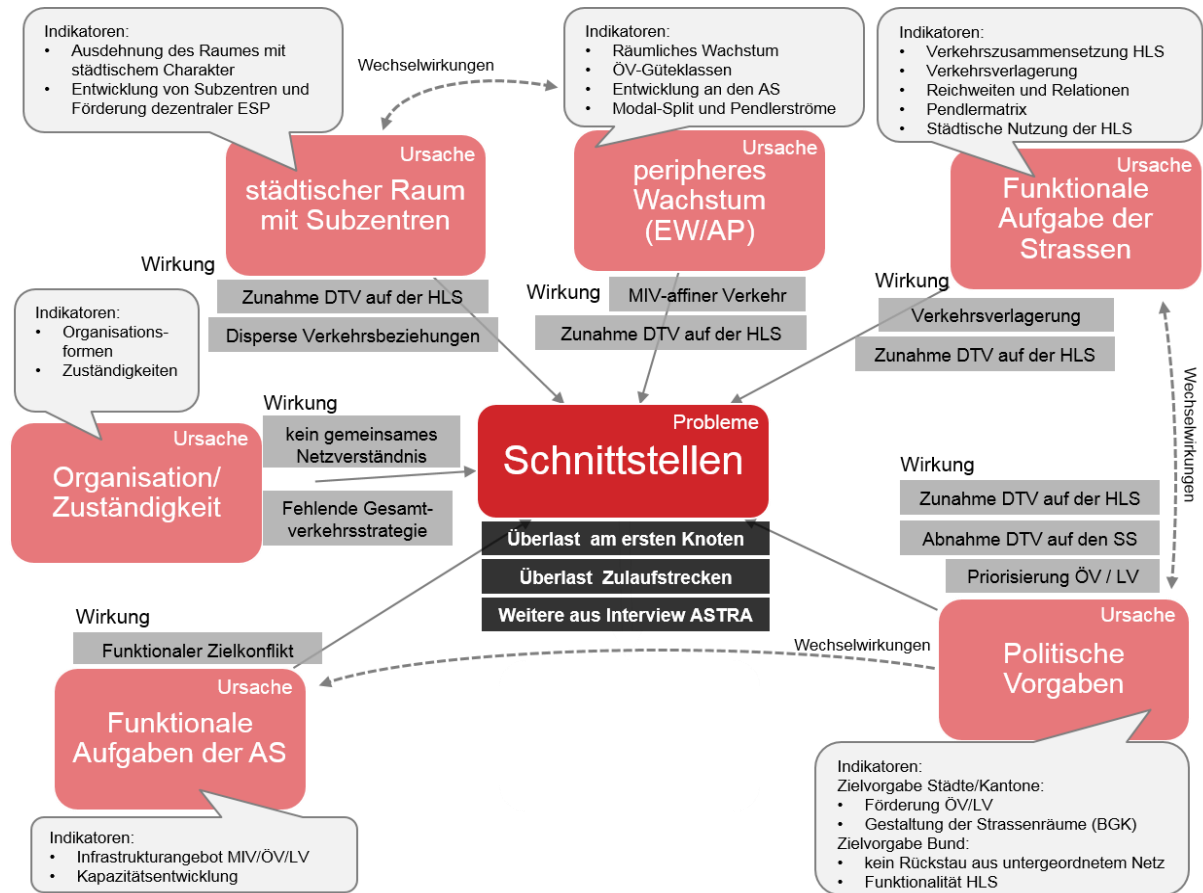 Indikatoren:
• Ausdehnung des Raumes mit
städtischem Charakter
• Entwicklung von Subzentren und
Förderung dezentraler ESP
Wechselwirkungen
Indikatoren:
• Räumliches Wachstum
• ÖV-Güteklassen
• Entwicklung an den AS
• Modal-Split und Pendlerströme
Indikatoren:
• Verkehrszusammensetzung HLS
• Verkehrsverlagerung
• Reichweiten und Relationen
• Pendlermatrix
• Städtische Nutzung der HLS
Ursache
städtischer Raum
mit Subzentren
Ursache
peripheres
Wachstum
(EW/AP)
Ursache
Funktionale
Aufgabe der
Strassen
Wirkung
Zunahme DTV auf der HLS
Disperse Verkehrsbeziehungen
Wirkung
MIV-affiner Verkehr
Zunahme DTV auf der HLS
Wirkung
Verkehrsverlagerung
Zunahme DTV auf der HLS
Indikatoren:
• Organisations-
formen
• Zuständigkeiten
Ursache
Organisation/
Zuständigkeit
Wirkung
kein gemeinsames
Netzverständnis
Fehlende Gesamt-
verkehrsstrategie
Probleme
Schnittstellen
Überlast am ersten Knoten
Überlast Zulaufstrecken
Weitere aus Interview ASTRA
Wechselwirkungen
Wirkung
Zunahme DTV auf der HLS
Abnahme DTV auf den SS
Priorisierung ÖV / LV
Ursache
Politische
Vorgaben
Wechselwirkungen
Wirkung
Funktionaler Zielkonflikt
Ursache
Funktionale
Aufgaben der AS
Indikatoren:
• Infrastrukturangebot MIV/ÖV/LV
• Kapazitätsentwicklung
Indikatoren:
Zielvorgabe Städte/Kantone:
• Förderung ÖV/LV
• Gestaltung der Strassenräume (BGK)
Zielvorgabe Bund:
• kein Rückstau aus untergeordnetem Netz
• Funktionalität HLS